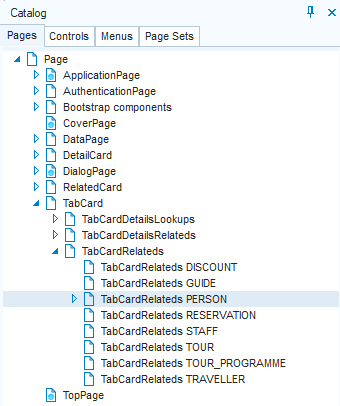 Catalog
Pages Controls Menus Page Sets
Page
ApplicationPage
AuthenticationPage
Bootstrap components
CoverPage
DataPage
DetailCard
DialogPage
RelatedCard
TabCard
TabCardDetailsLookups
TabCardDetailsRelateds
TabCardRelateds
TabCardRelateds DISCOUNT
TabCardRelateds GUIDE
TabCardRelateds PERSON
TabCardRelateds RESERVATION
TabCardRelateds STAFF
TabCardRelateds TOUR
TabCardRelateds TOUR_PROGRAMME
TabCardRelateds TRAVELLER
TopPage